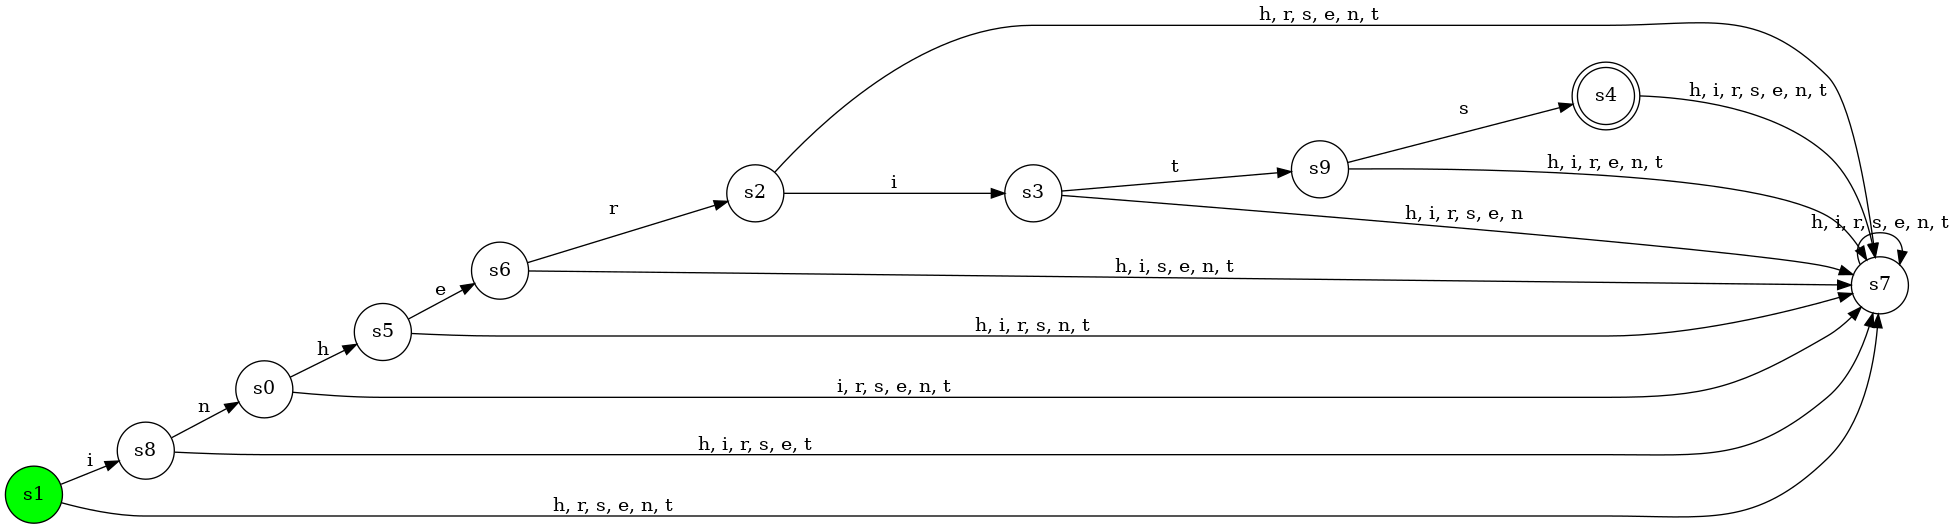 h, r, s, e, n, t
s4
h, i, r, s, e, n, t
s
s9
h, i, r, e, n, t
t
s2
i
s3
r
h, i, r, s, e, n
h, i, r, s, e, n, t
s6
h, i, s, e, n, t
s7
e
s5
h, i, r, s, n, t
h
s0
i, r, s, e, n, t
n
s8
h, i, r, s, e, t
i
s1
h, r, s, e, n, t